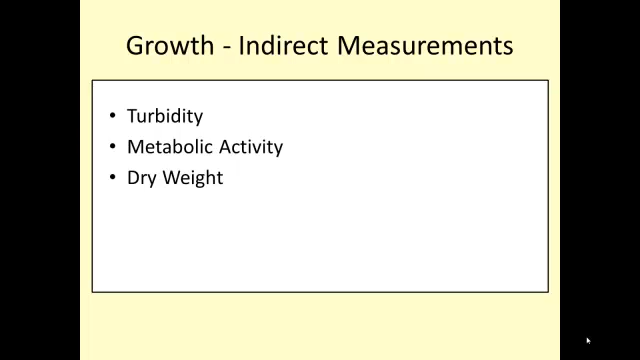 Growth - Indirect Measurements
• Turbidity
• Metabolic Activity
• Dry Weight